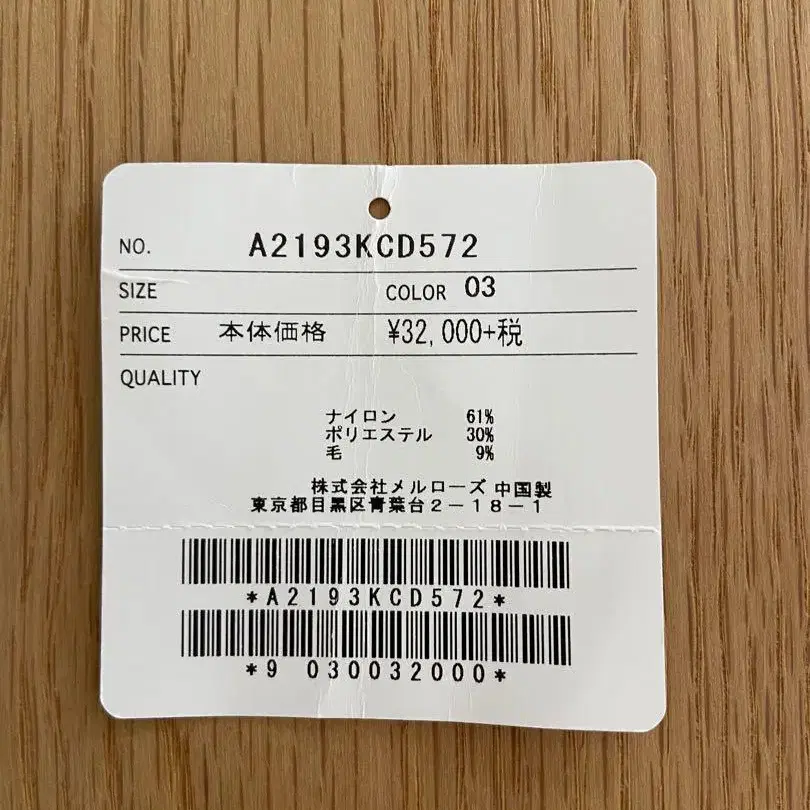 NO. A2193KCD572
SIZE COLOR 03
PRICE 本体価格 ¥32,000+税
QUALITY
ナイロン 61%
ポリエステル 30%
毛 9%
株式会社メルローズ 中国製
東京都目黒区青葉台2-18-1
*A2193KCD572*
*9 030032000*